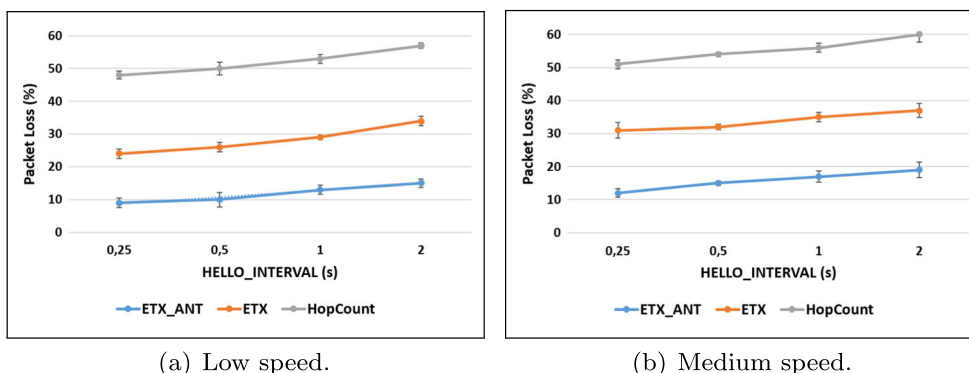 60
50
40
30
20
10
0
Packet Loss (%)
0,25 0,5 1 2
HELLO_INTERVAL (s)
ETX_ANT ETX HopCount
(a) Low speed.
60
50
40
30
20
10
0
Packet Loss (%)
0,25 0,5 1 2
HELLO_INTERVAL (s)
ETX_ANT ETX HopCount
(b) Medium speed.